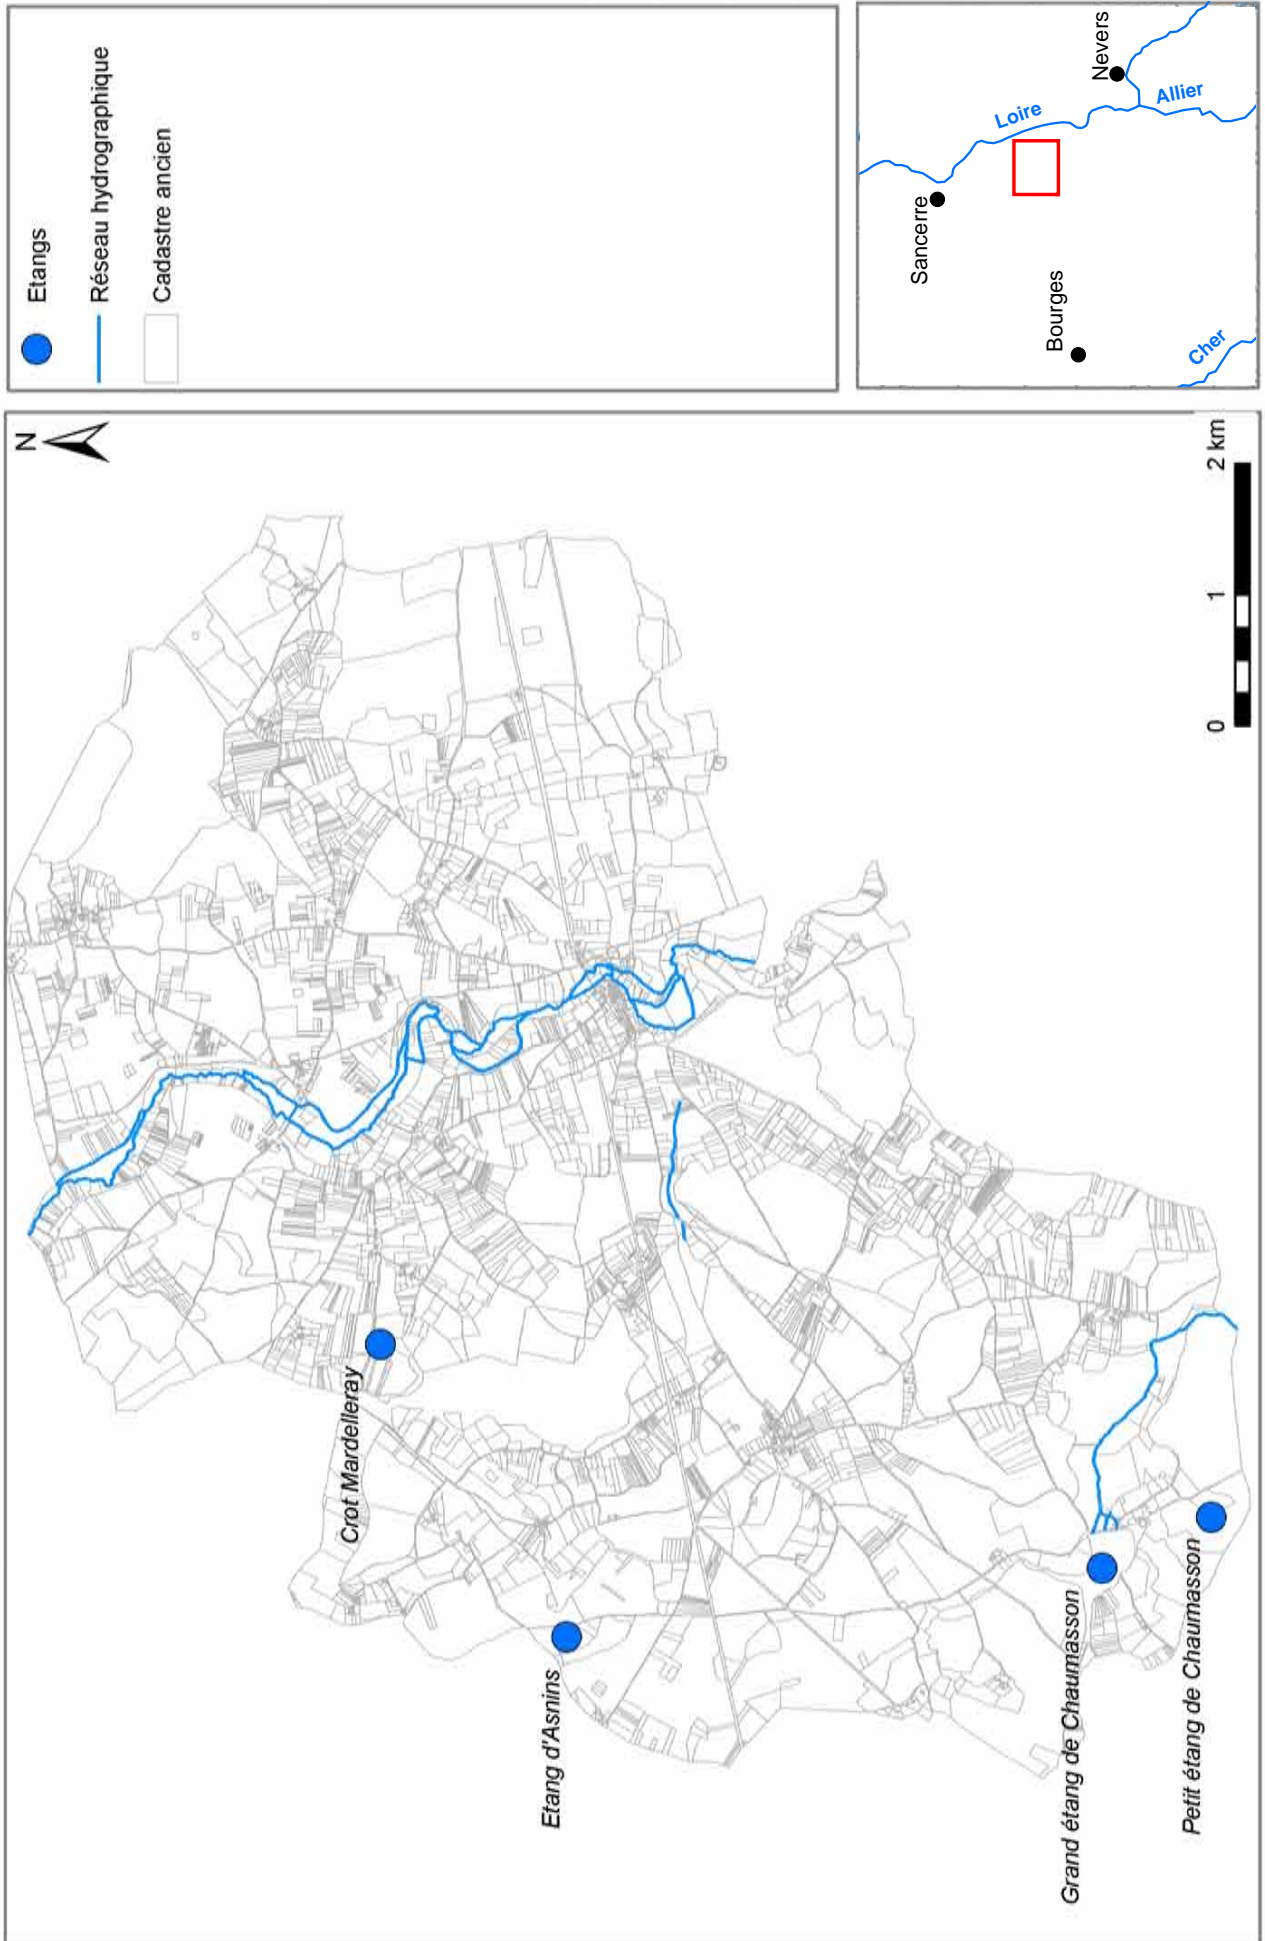 Etangs
Réseau hydrographique
Cadastre ancien
Nevers
Loire
Allier
Sancerre
Bourges
Cher
N
Crot Mardelleray
Etang d'Asnins
Grand étang de Chaumasson
Petit étang de Chaumasson
0 1 2 km